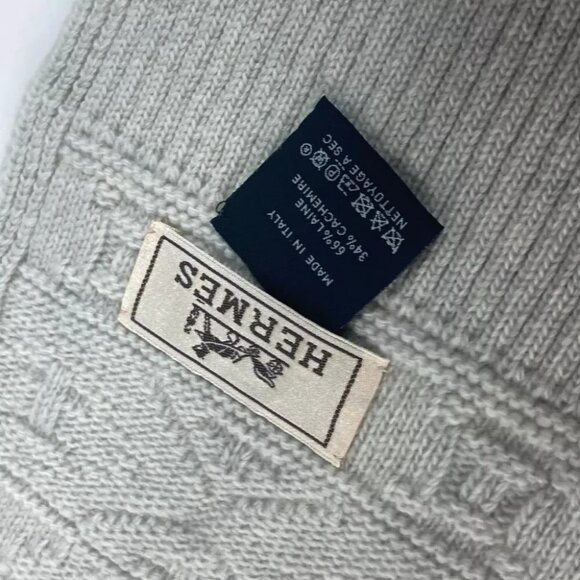 HERMES
MADE IN ITALY
66% LAINE
34% CACHEMIRE
NETTOYAGE À SEC